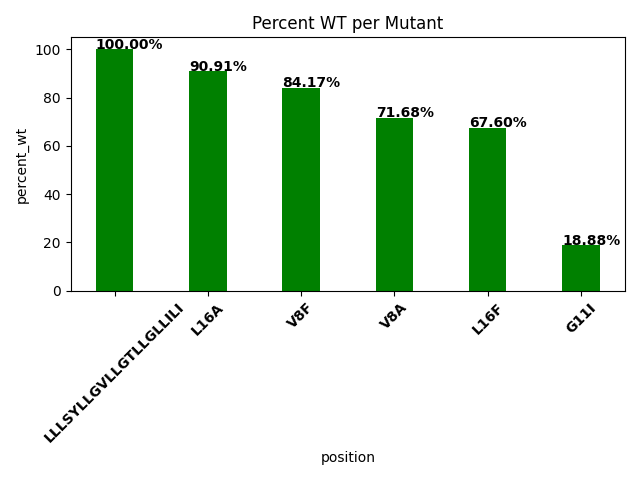 Percent WT per Mutant
percent_wt
100
80
60
40
20
0
100.00%
90.91%
84.17%
71.68%
67.60%
18.88%
LLLSYLLGVLLGTLLGLLILI
L16A
V8F
V8A
L16F
G11I
position